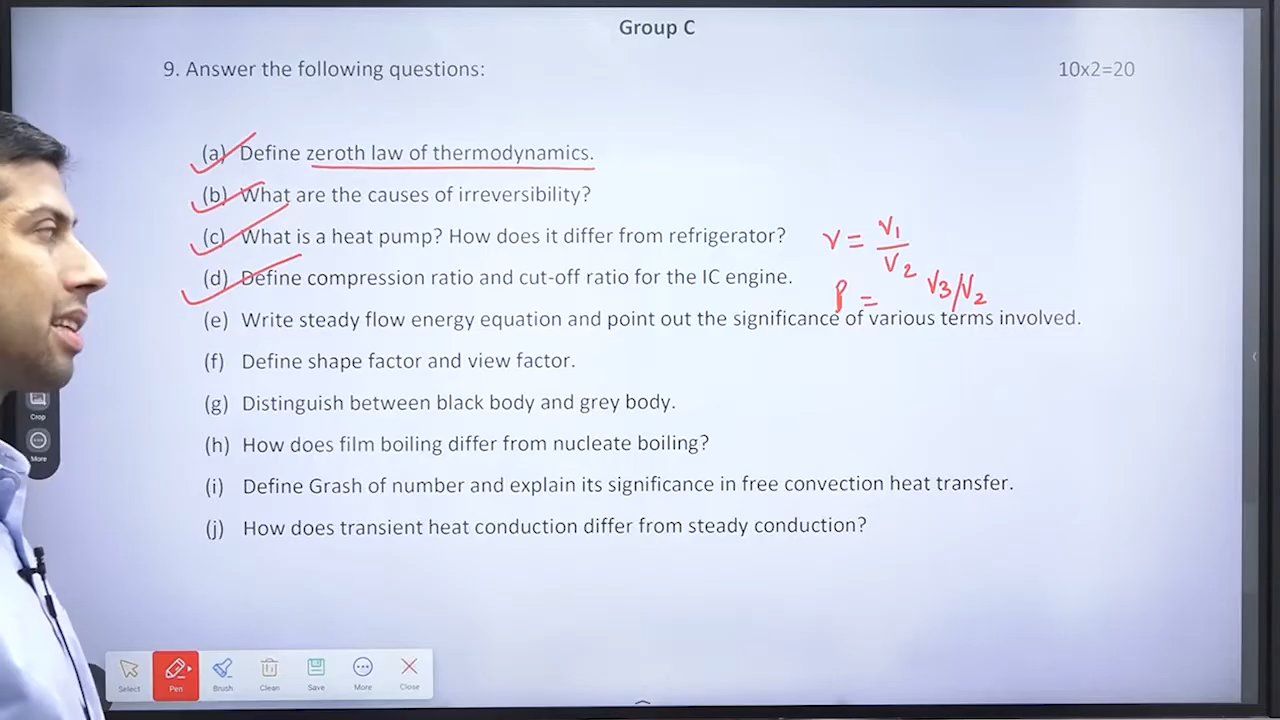 Group C
9. Answer the following questions: 10x2=20
(a) Define zeroth law of thermodynamics.
(b) What are the causes of irreversibility?
(c) What is a heat pump? How does it differ from refrigerator?
r = V1/V2
(d) Define compression ratio and cut-off ratio for the IC engine.
ρ = V3/V2
(e) Write steady flow energy equation and point out the significance of various terms involved.
(f) Define shape factor and view factor.
(g) Distinguish between black body and grey body.
(h) How does film boiling differ from nucleate boiling?
(i) Define Grash of number and explain its significance in free convection heat transfer.
(j) How does transient heat conduction differ from steady conduction?
Crop
More
Select Pen Brush Clean Save More Close